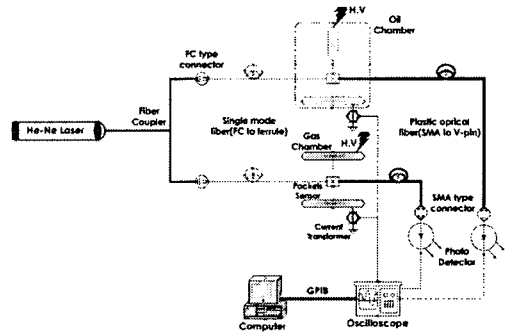 H.V
Oil
Chamber
FC type
connector
Fiber
Coupler
He-Ne Laser
Single mode
fiber(FC to ferrule)
Plastic optical
fiber(SMA to V-pin)
Gas
Chamber
H.V
Pockels
Sensor
SMA type
connector
Current
Transformer
Photo
Detector
GPIB
Computer
Oscilloscope